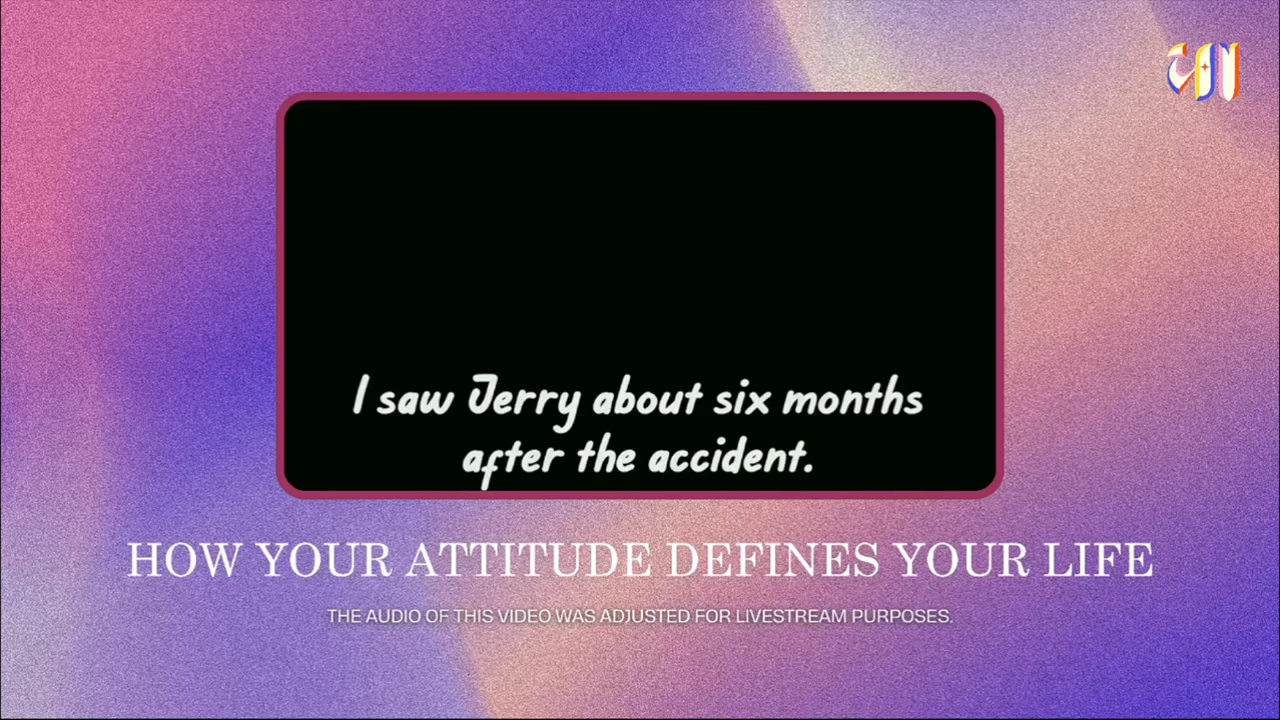 I saw Jerry about six months
after the accident.
HOW YOUR ATTITUDE DEFINES YOUR LIFE
THE AUDIO OF THIS VIDEO WAS ADJUSTED FOR LIVESTREAM PURPOSES.